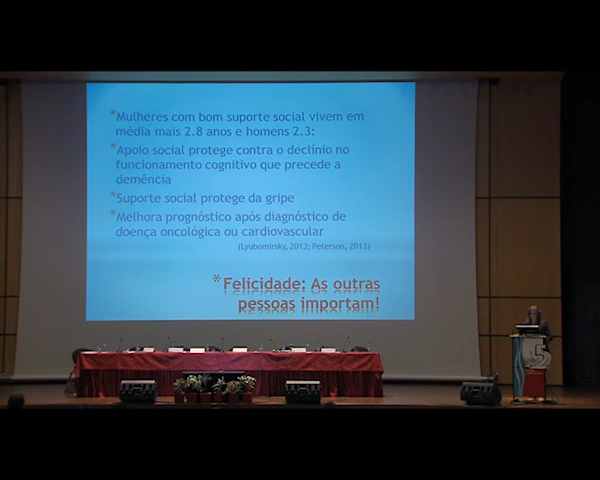 *Mulheres com bom suporte social vivem em
média mais 2.8 anos e homens 2.3:
*Apoio social protege contra o declínio no
funcionamento cognitivo que precede a
demência
*Suporte social protege da gripe
*Melhora prognóstico após diagnóstico de
doença oncológica ou cardiovascular
(Lyubomirsky, 2013; Peterson, 2013)
*Felicidade: As outras
pessoas importam!
5